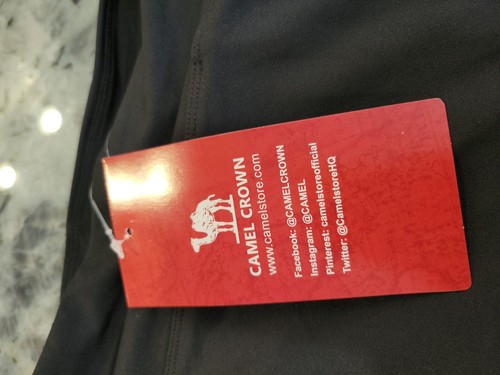 CAMEL CROWN
www.camelstore.com
Facebook: @CAMELCROWN
Instagram: @CAMEL
Pinterest: camelstoreofficial
Twitter: @CamelstoreHQ